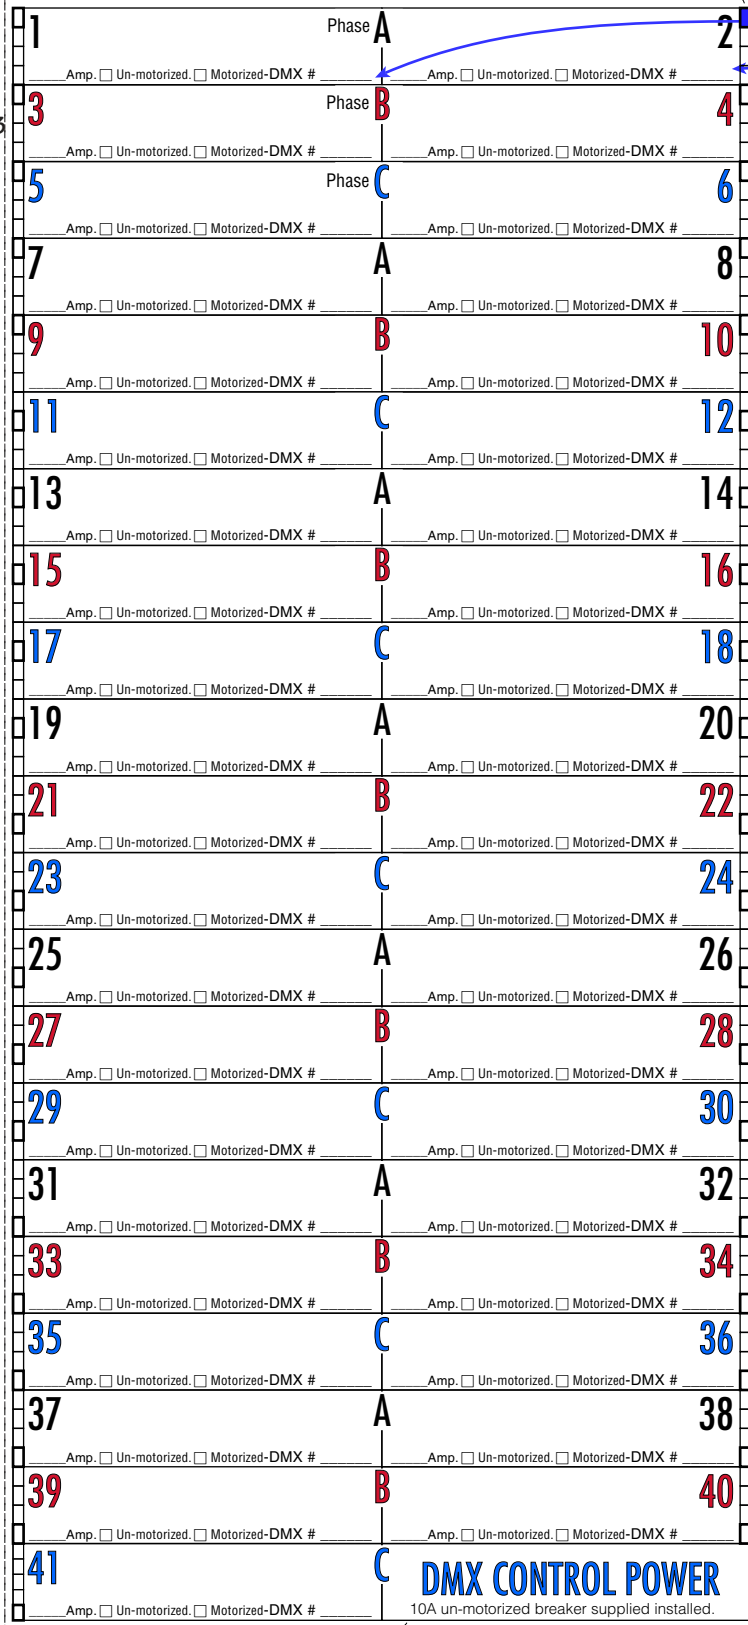 1 Phase A 2
_____Amp. ☐ Un-motorized. ☐ Motorized-DMX # _______ _____Amp. ☐ Un-motorized. ☐ Motorized-DMX # _______
3 Phase B 4
_____Amp. ☐ Un-motorized. ☐ Motorized-DMX # _______ _____Amp. ☐ Un-motorized. ☐ Motorized-DMX # _______
5 Phase C 6
_____Amp. ☐ Un-motorized. ☐ Motorized-DMX # _______ _____Amp. ☐ Un-motorized. ☐ Motorized-DMX # _______
7 A 8
_____Amp. ☐ Un-motorized. ☐ Motorized-DMX # _______ _____Amp. ☐ Un-motorized. ☐ Motorized-DMX # _______
9 B 10
_____Amp. ☐ Un-motorized. ☐ Motorized-DMX # _______ _____Amp. ☐ Un-motorized. ☐ Motorized-DMX # _______
11 C 12
_____Amp. ☐ Un-motorized. ☐ Motorized-DMX # _______ _____Amp. ☐ Un-motorized. ☐ Motorized-DMX # _______
13 A 14
_____Amp. ☐ Un-motorized. ☐ Motorized-DMX # _______ _____Amp. ☐ Un-motorized. ☐ Motorized-DMX # _______
15 B 16
_____Amp. ☐ Un-motorized. ☐ Motorized-DMX # _______ _____Amp. ☐ Un-motorized. ☐ Motorized-DMX # _______
17 C 18
_____Amp. ☐ Un-motorized. ☐ Motorized-DMX # _______ _____Amp. ☐ Un-motorized. ☐ Motorized-DMX # _______
19 A 20
_____Amp. ☐ Un-motorized. ☐ Motorized-DMX # _______ _____Amp. ☐ Un-motorized. ☐ Motorized-DMX # _______
21 B 22
_____Amp. ☐ Un-motorized. ☐ Motorized-DMX # _______ _____Amp. ☐ Un-motorized. ☐ Motorized-DMX # _______
23 C 24
_____Amp. ☐ Un-motorized. ☐ Motorized-DMX # _______ _____Amp. ☐ Un-motorized. ☐ Motorized-DMX # _______
25 A 26
_____Amp. ☐ Un-motorized. ☐ Motorized-DMX # _______ _____Amp. ☐ Un-motorized. ☐ Motorized-DMX # _______
27 B 28
_____Amp. ☐ Un-motorized. ☐ Motorized-DMX # _______ _____Amp. ☐ Un-motorized. ☐ Motorized-DMX # _______
29 C 30
_____Amp. ☐ Un-motorized. ☐ Motorized-DMX # _______ _____Amp. ☐ Un-motorized. ☐ Motorized-DMX # _______
31 A 32
_____Amp. ☐ Un-motorized. ☐ Motorized-DMX # _______ _____Amp. ☐ Un-motorized. ☐ Motorized-DMX # _______
33 B 34
_____Amp. ☐ Un-motorized. ☐ Motorized-DMX # _______ _____Amp. ☐ Un-motorized. ☐ Motorized-DMX # _______
35 C 36
_____Amp. ☐ Un-motorized. ☐ Motorized-DMX # _______ _____Amp. ☐ Un-motorized. ☐ Motorized-DMX # _______
37 A 38
_____Amp. ☐ Un-motorized. ☐ Motorized-DMX # _______ _____Amp. ☐ Un-motorized. ☐ Motorized-DMX # _______
39 B 40
_____Amp. ☐ Un-motorized. ☐ Motorized-DMX # _______ _____Amp. ☐ Un-motorized. ☐ Motorized-DMX # _______
41 C DMX CONTROL POWER
_____Amp. ☐ Un-motorized. ☐ Motorized-DMX # _______ 10A un-motorized breaker supplied installed.